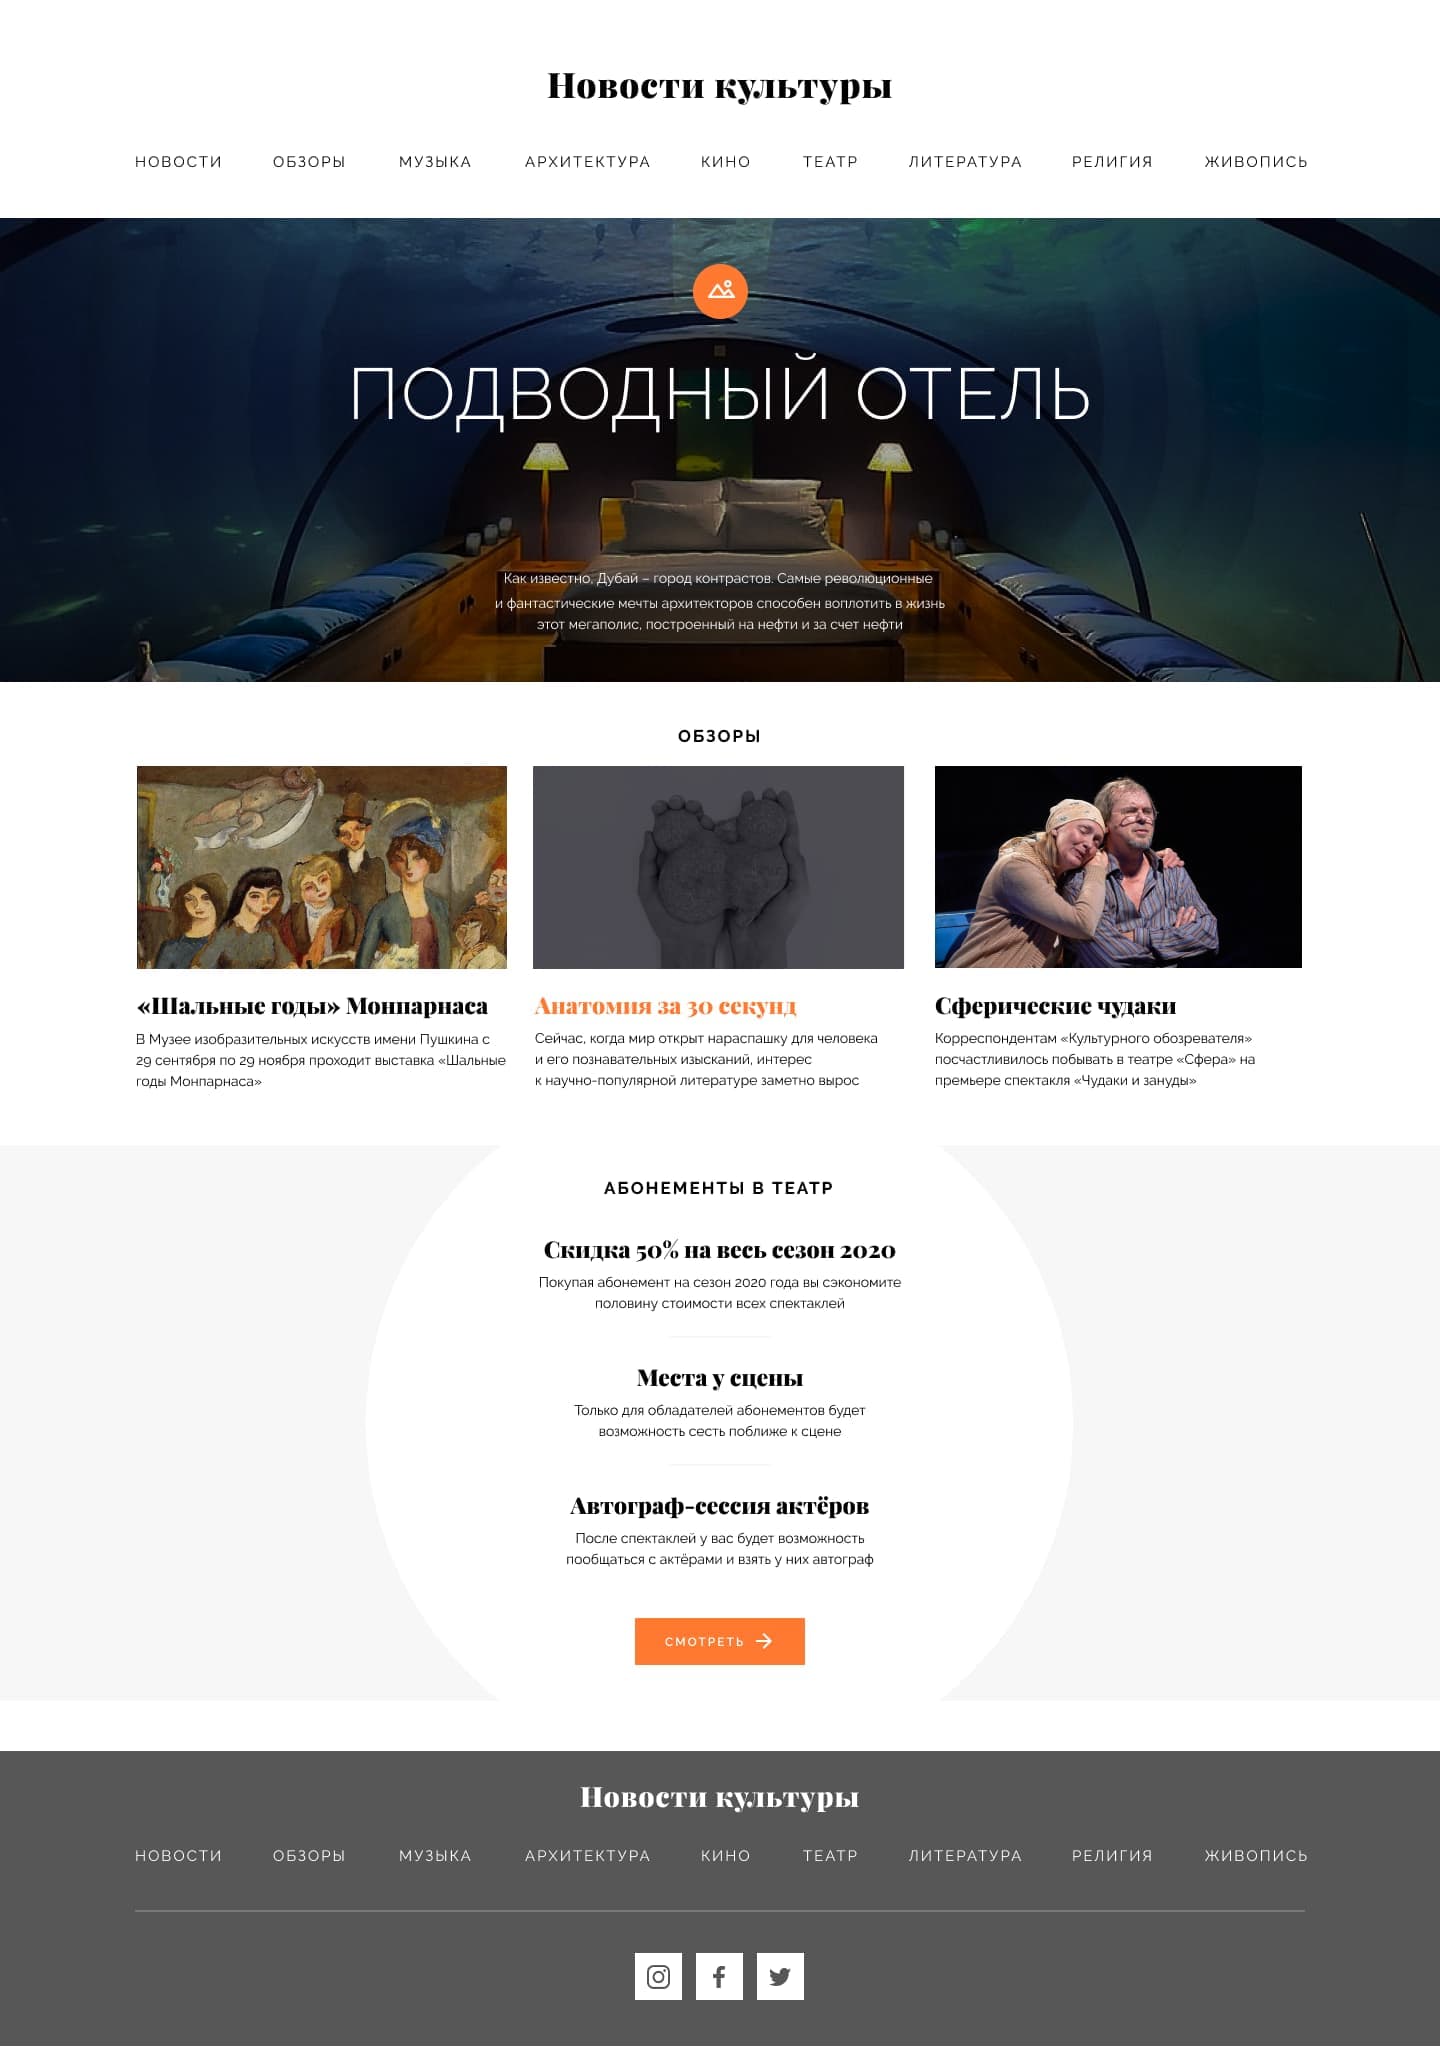 Новости культуры
НОВОСТИ ОБЗОРЫ МУЗЫКА АРХИТЕКТУРА КИНО ТЕАТР ЛИТЕРАТУРА РЕЛИГИЯ ЖИВОПИСЬ
ПОДВОДНЫЙ ОТЕЛЬ
Как известно, Дубай – город контрастов. Самые революционные
и фантастические мечты архитекторов способен воплотить в жизнь
этот мегаполис, построенный на нефти и за счет нефти
ОБЗОРЫ
«Шальные годы» Монпарнаса
В Музее изобразительных искусств имени Пушкина с
29 сентября по 29 ноября проходит выставка «Шальные
годы Монпарнаса»
Анатомия за 30 секунд
Сейчас, когда мир открыт нараспашку для человека
и его познавательных изысканий, интерес
к научно-популярной литературе заметно вырос
Сферические чудаки
Корреспондентам «Культурного обозревателя»
посчастливилось побывать в театре «Сфера» на
премьере спектакля «Чудаки и зануды»
АБОНЕМЕНТЫ В ТЕАТР
Скидка 50% на весь сезон 2020
Покупая абонемент на сезон 2020 года вы сэкономите
половину стоимости всех спектаклей
Места у сцены
Только для обладателей абонементов будет
возможность сесть поближе к сцене
Автограф-сессия актёров
После спектаклей у вас будет возможность
пообщаться с актёрами и взять у них автограф
СМОТРЕТЬ
Новости культуры
НОВОСТИ ОБЗОРЫ МУЗЫКА АРХИТЕКТУРА КИНО ТЕАТР ЛИТЕРАТУРА РЕЛИГИЯ ЖИВОПИСЬ